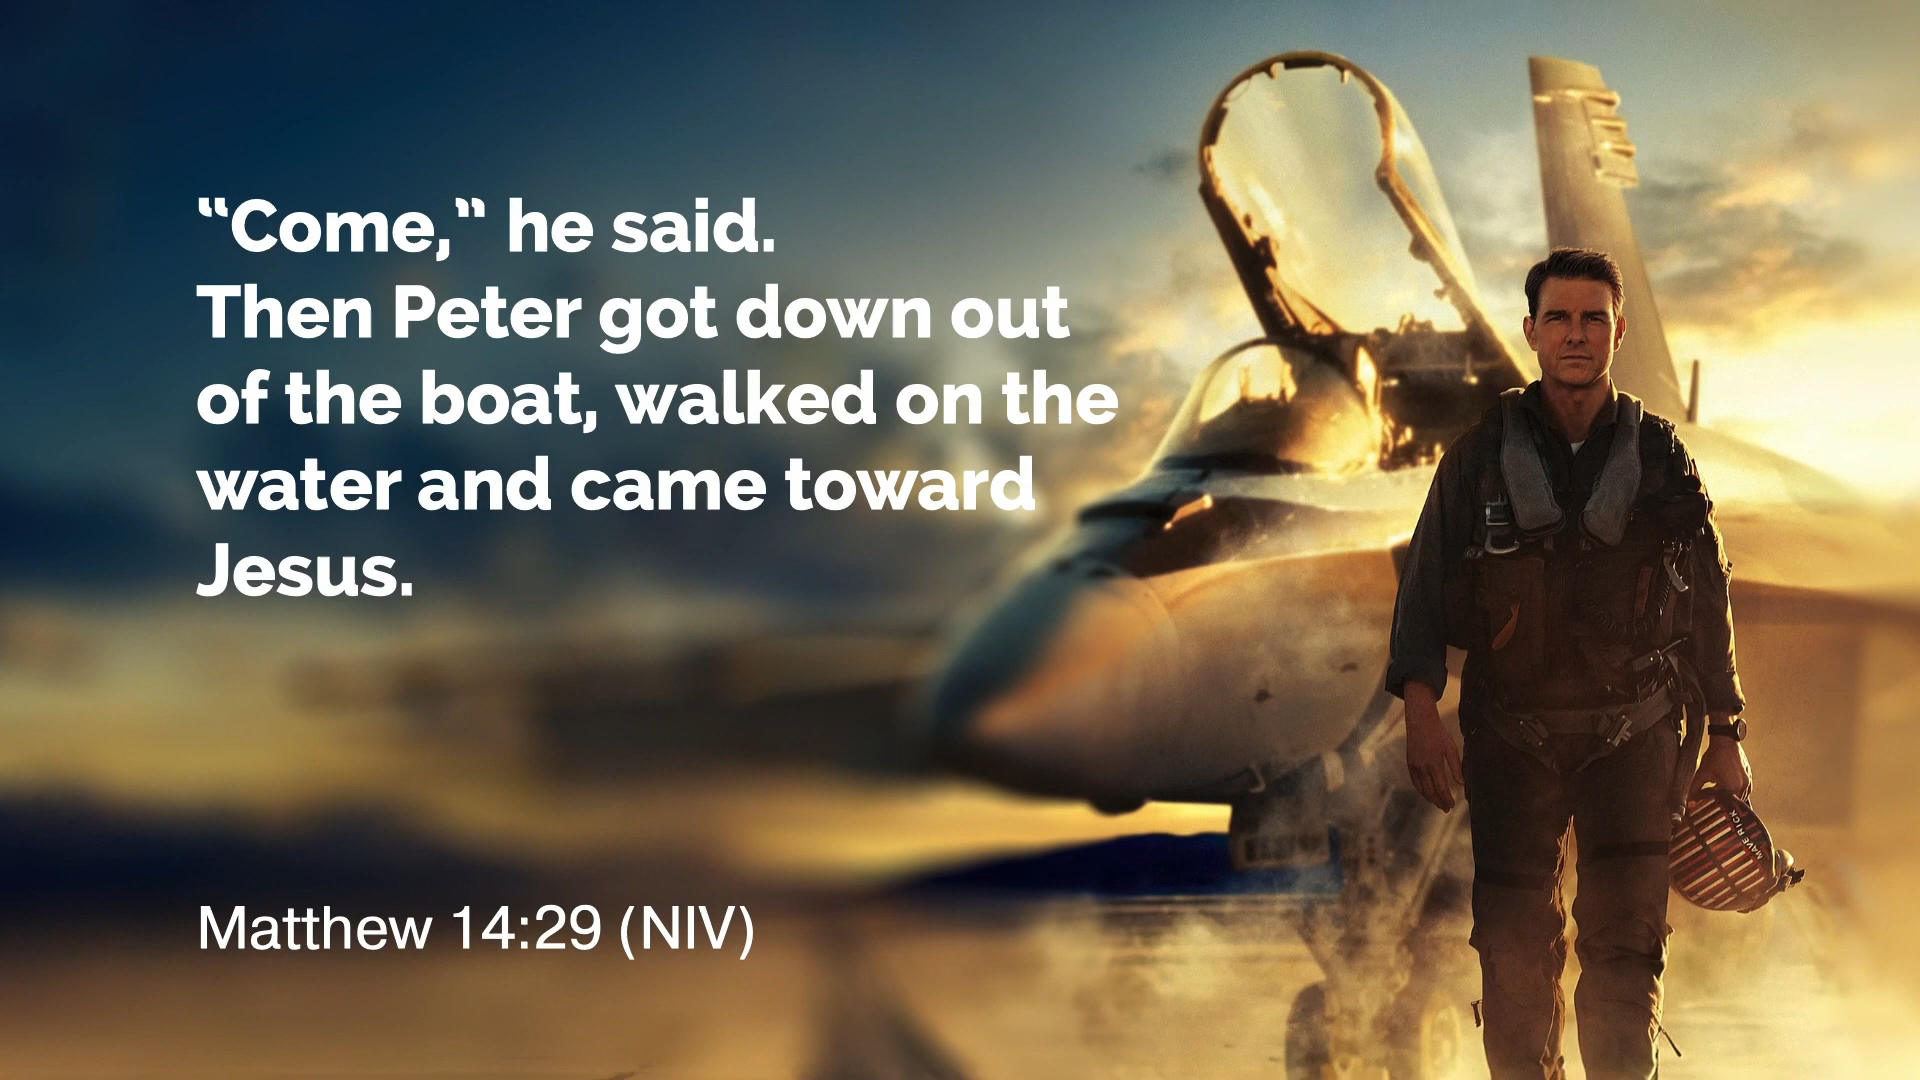 “Come,” he said.
Then Peter got down out
of the boat, walked on the
water and came toward
Jesus.
Matthew 14:29 (NIV)
MAVERICK